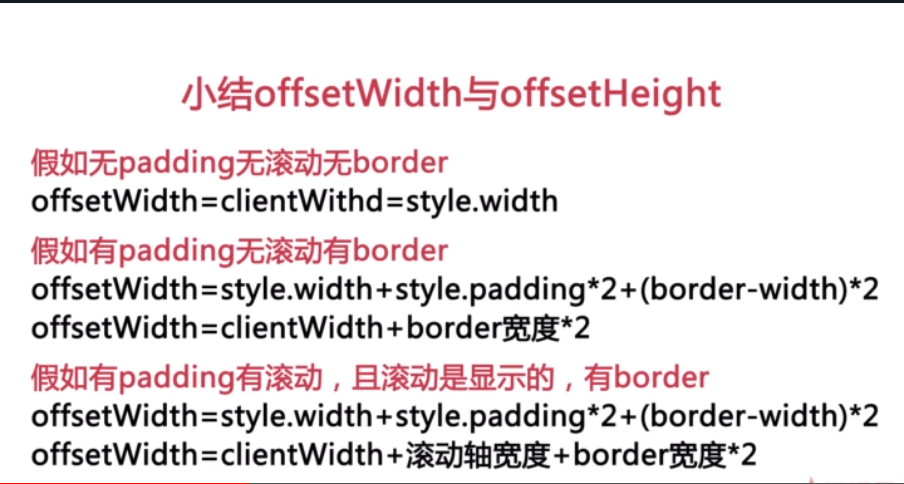 小结offsetWidth与offsetHeight
假如无padding无滚动无border
offsetWidth=clientWithd=style.width
假如有padding无滚动有border
offsetWidth=style.width+style.padding*2+(border-width)*2
offsetWidth=clientWidth+border宽度*2
假如有padding有滚动，且滚动是显示的，有border
offsetWidth=style.width+style.padding*2+(border-width)*2
offsetWidth=clientWidth+滚动轴宽度+border宽度*2